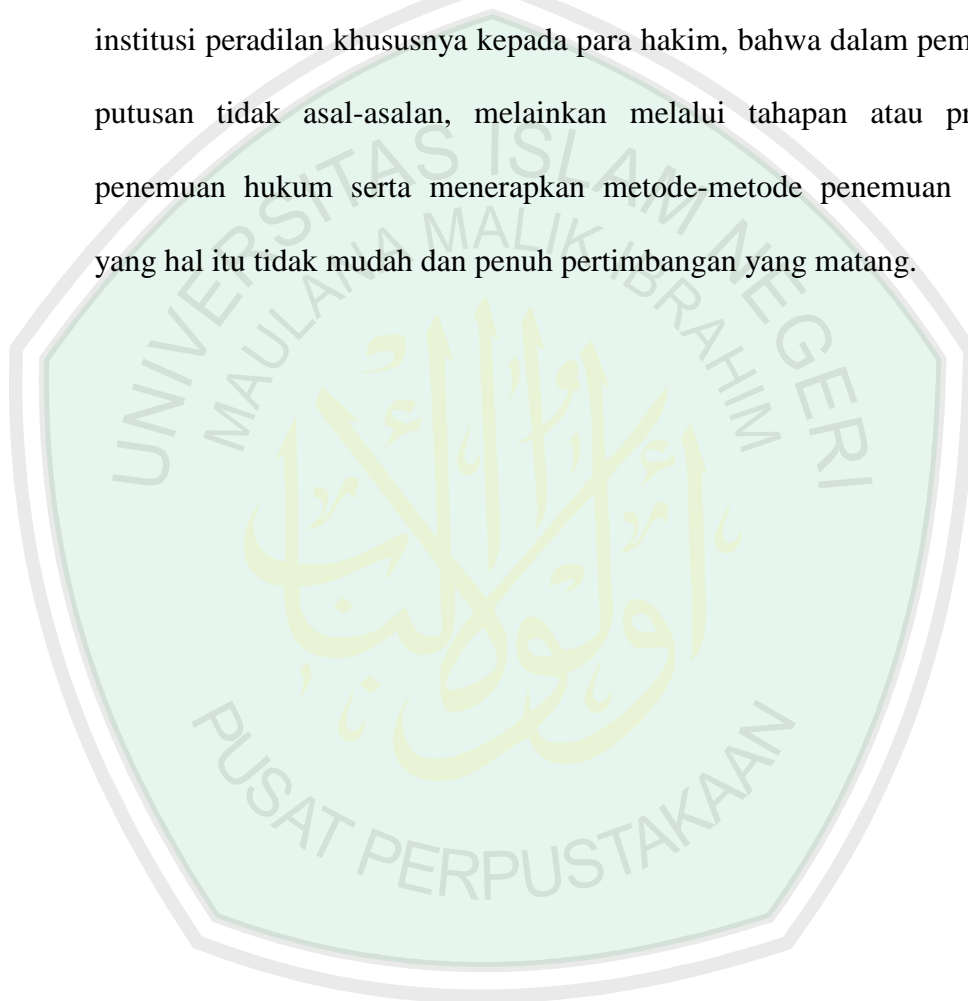 institusi peradilan khususnya kepada para hakim, bahwa dalam pem
putusan tidak asal-asalan, melainkan melalui tahapan atau pr
penemuan hukum serta menerapkan metode-metode penemuan
yang hal itu tidak mudah dan penuh pertimbangan yang matang.
UNIVERSITAS ISLAM NEGERI
MAULANA MALIK IBRAHIM
أولوا الألباب
PUSAT PERPUSTAKAAN